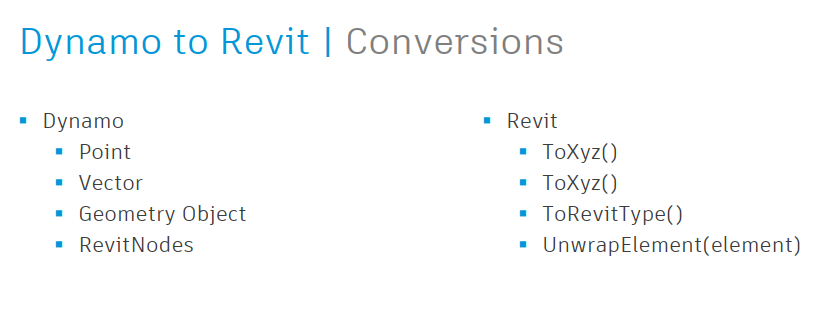 Dynamo to Revit | Conversions
Dynamo
Point
Vector
Geometry Object
RevitNodes
Revit
ToXyz()
ToXyz()
ToRevitType()
UnwrapElement(element)